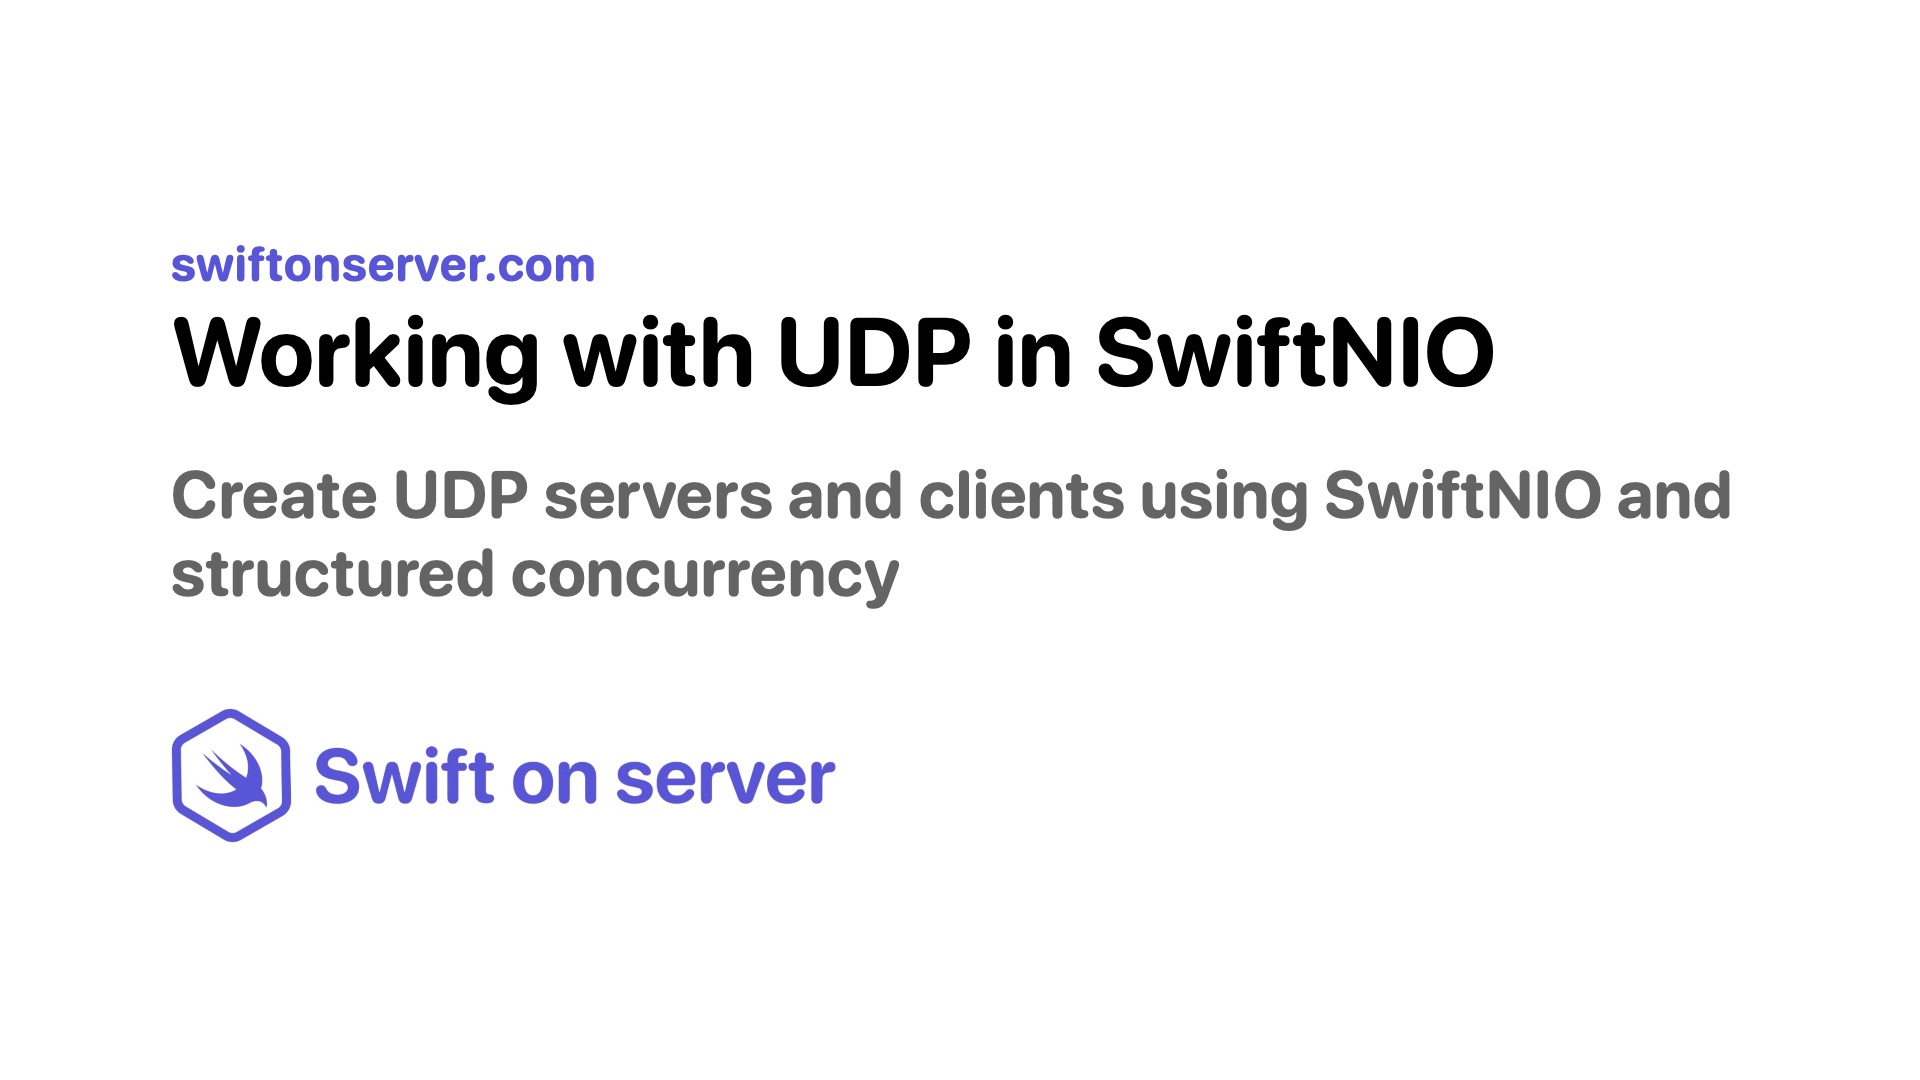 swiftonserver.com
Working with UDP in SwiftNIO
Create UDP servers and clients using SwiftNIO and
structured concurrency
Swift on server